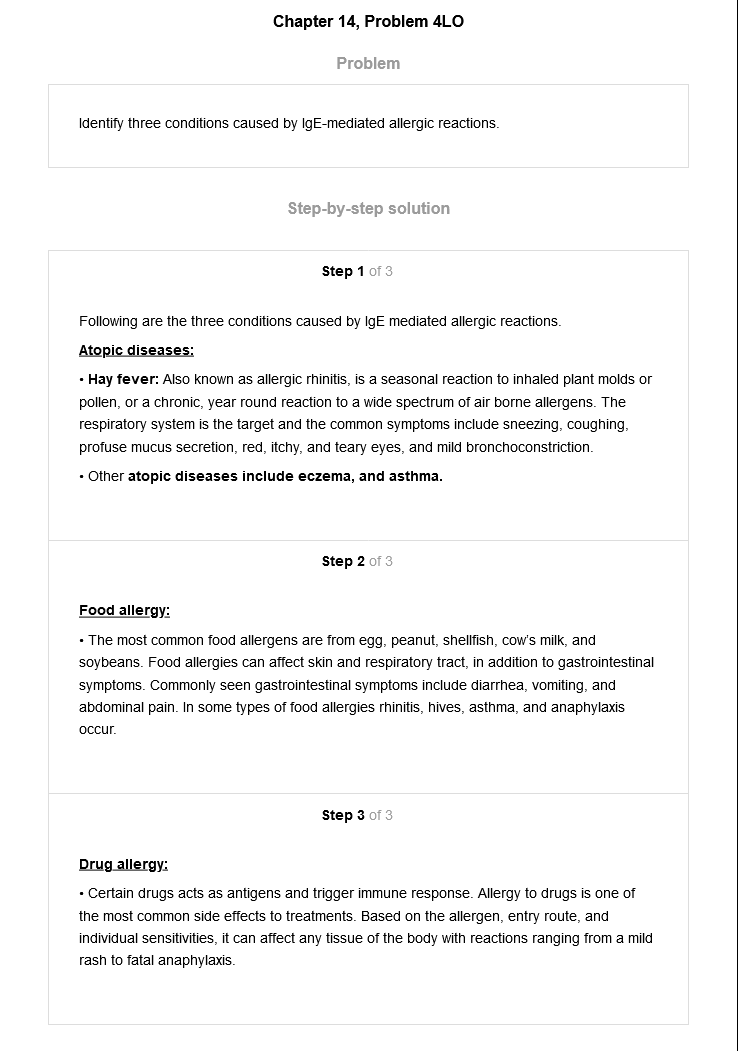 Chapter 14, Problem 4LO
Problem
Identify three conditions caused by IgE-mediated allergic reactions.
Step-by-step solution
Step 1 of 3
Following are the three conditions caused by IgE mediated allergic reactions.
Atopic diseases:
• Hay fever: Also known as allergic rhinitis, is a seasonal reaction to inhaled plant molds or
pollen, or a chronic, year round reaction to a wide spectrum of air borne allergens. The
respiratory system is the target and the common symptoms include sneezing, coughing,
profuse mucus secretion, red, itchy, and teary eyes, and mild bronchoconstriction.
• Other atopic diseases include eczema, and asthma.
Step 2 of 3
Food allergy:
• The most common food allergens are from egg, peanut, shellfish, cow's milk, and
soybeans. Food allergies can affect skin and respiratory tract, in addition to gastrointestinal
symptoms. Commonly seen gastrointestinal symptoms include diarrhea, vomiting, and
abdominal pain. In some types of food allergies rhinitis, hives, asthma, and anaphylaxis
occur.
Step 3 of 3
Drug allergy:
• Certain drugs acts as antigens and trigger immune response. Allergy to drugs is one of
the most common side effects to treatments. Based on the allergen, entry route, and
individual sensitivities, it can affect any tissue of the body with reactions ranging from a mild
rash to fatal anaphylaxis.